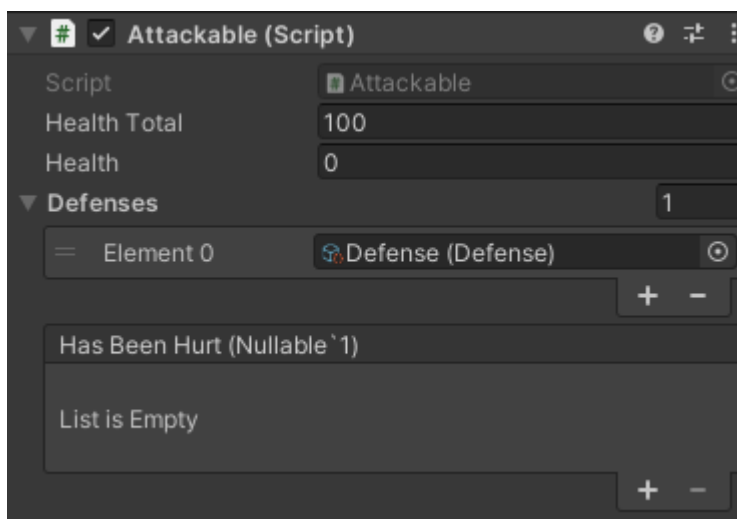 Attackable (Script)
Script Attackable
Health Total 100
Health 0
Defenses 1
Element 0 Defense (Defense)
Has Been Hurt (Nullable`1)
List is Empty